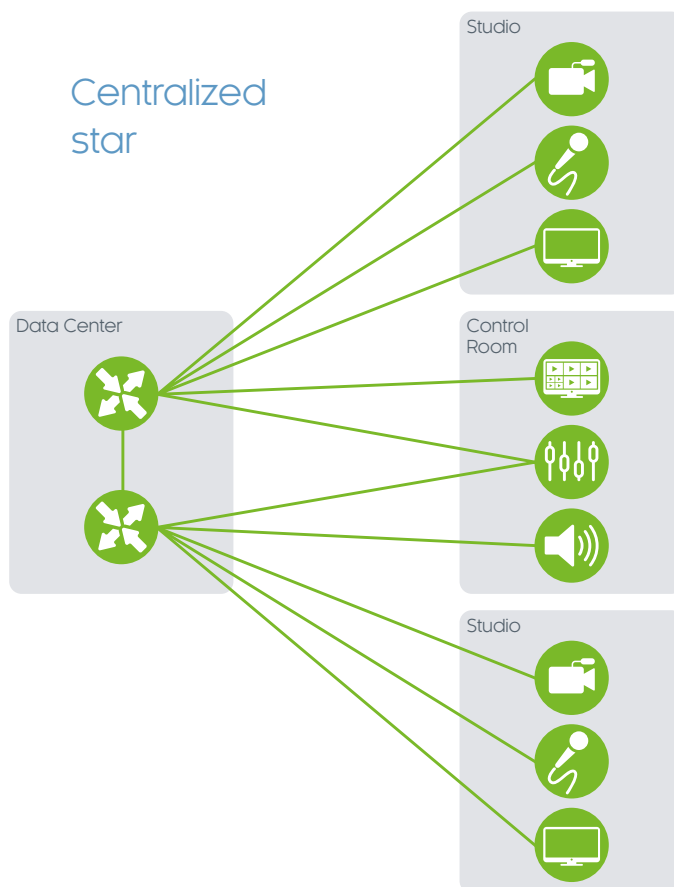 Centralized
star
Studio
Data Center
Control
Room
Studio